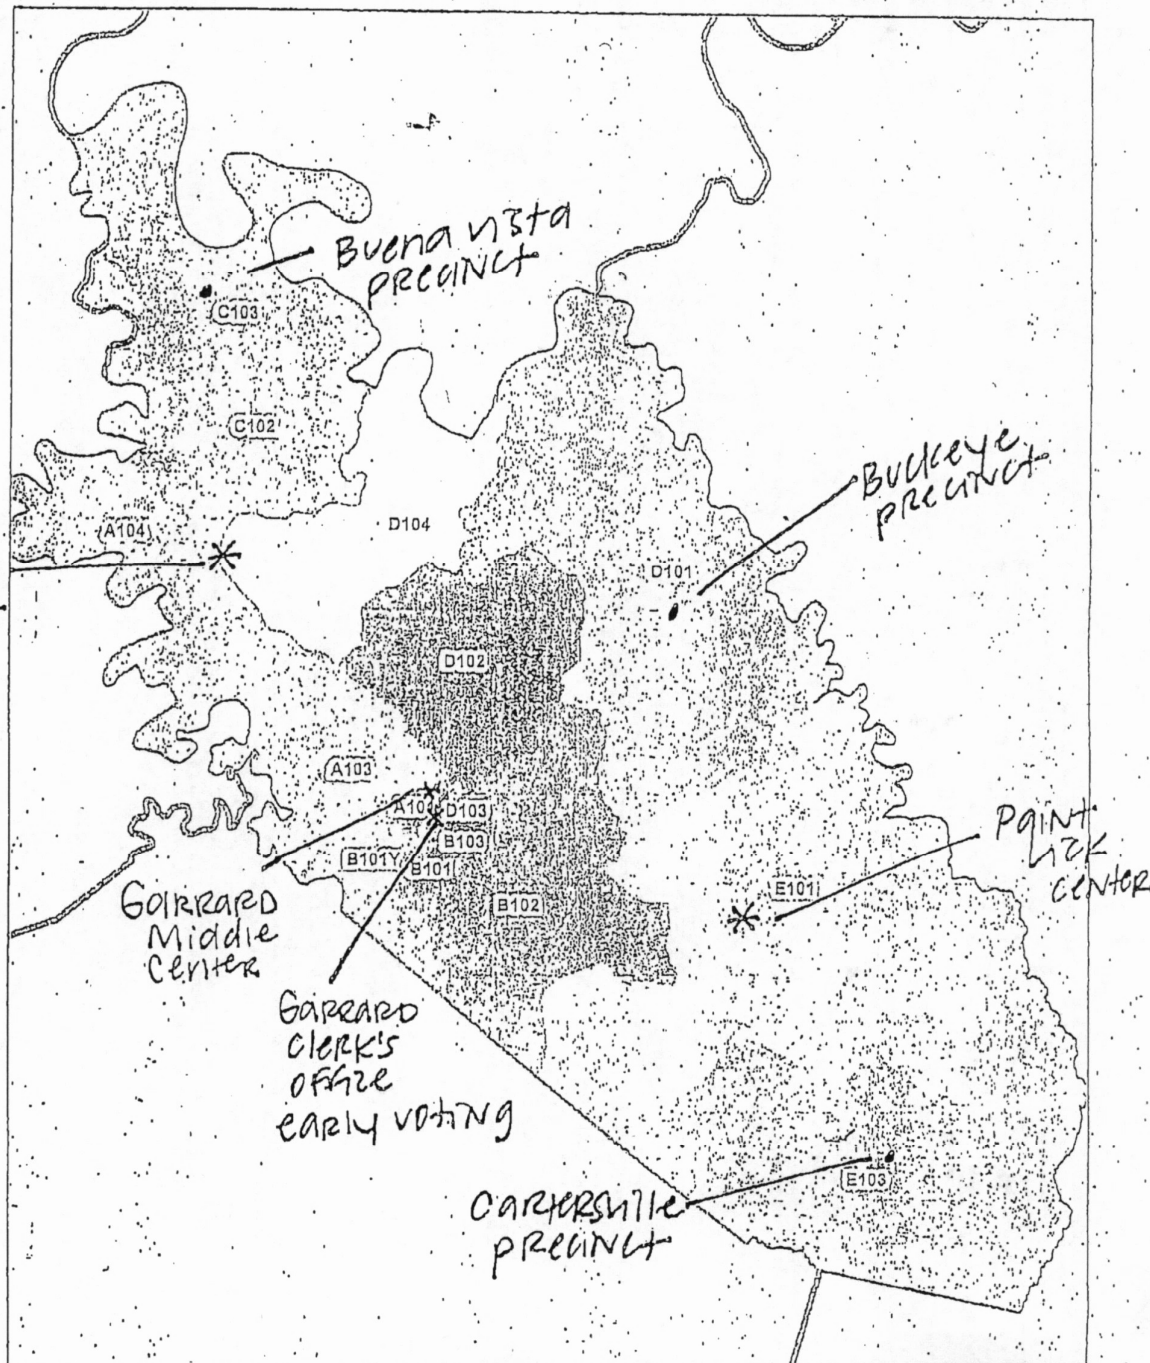 Buena Vista
precinct
C103
C102
Buckeye
precinct
A104
D104
D101
D102
A103
D103
B103
B101Y
B101
B102
E101
Paint
Lick
Center
Garrard
Middle
Center
Garrard
Clerk's
office
early voting
Cartersville
precinct
E103